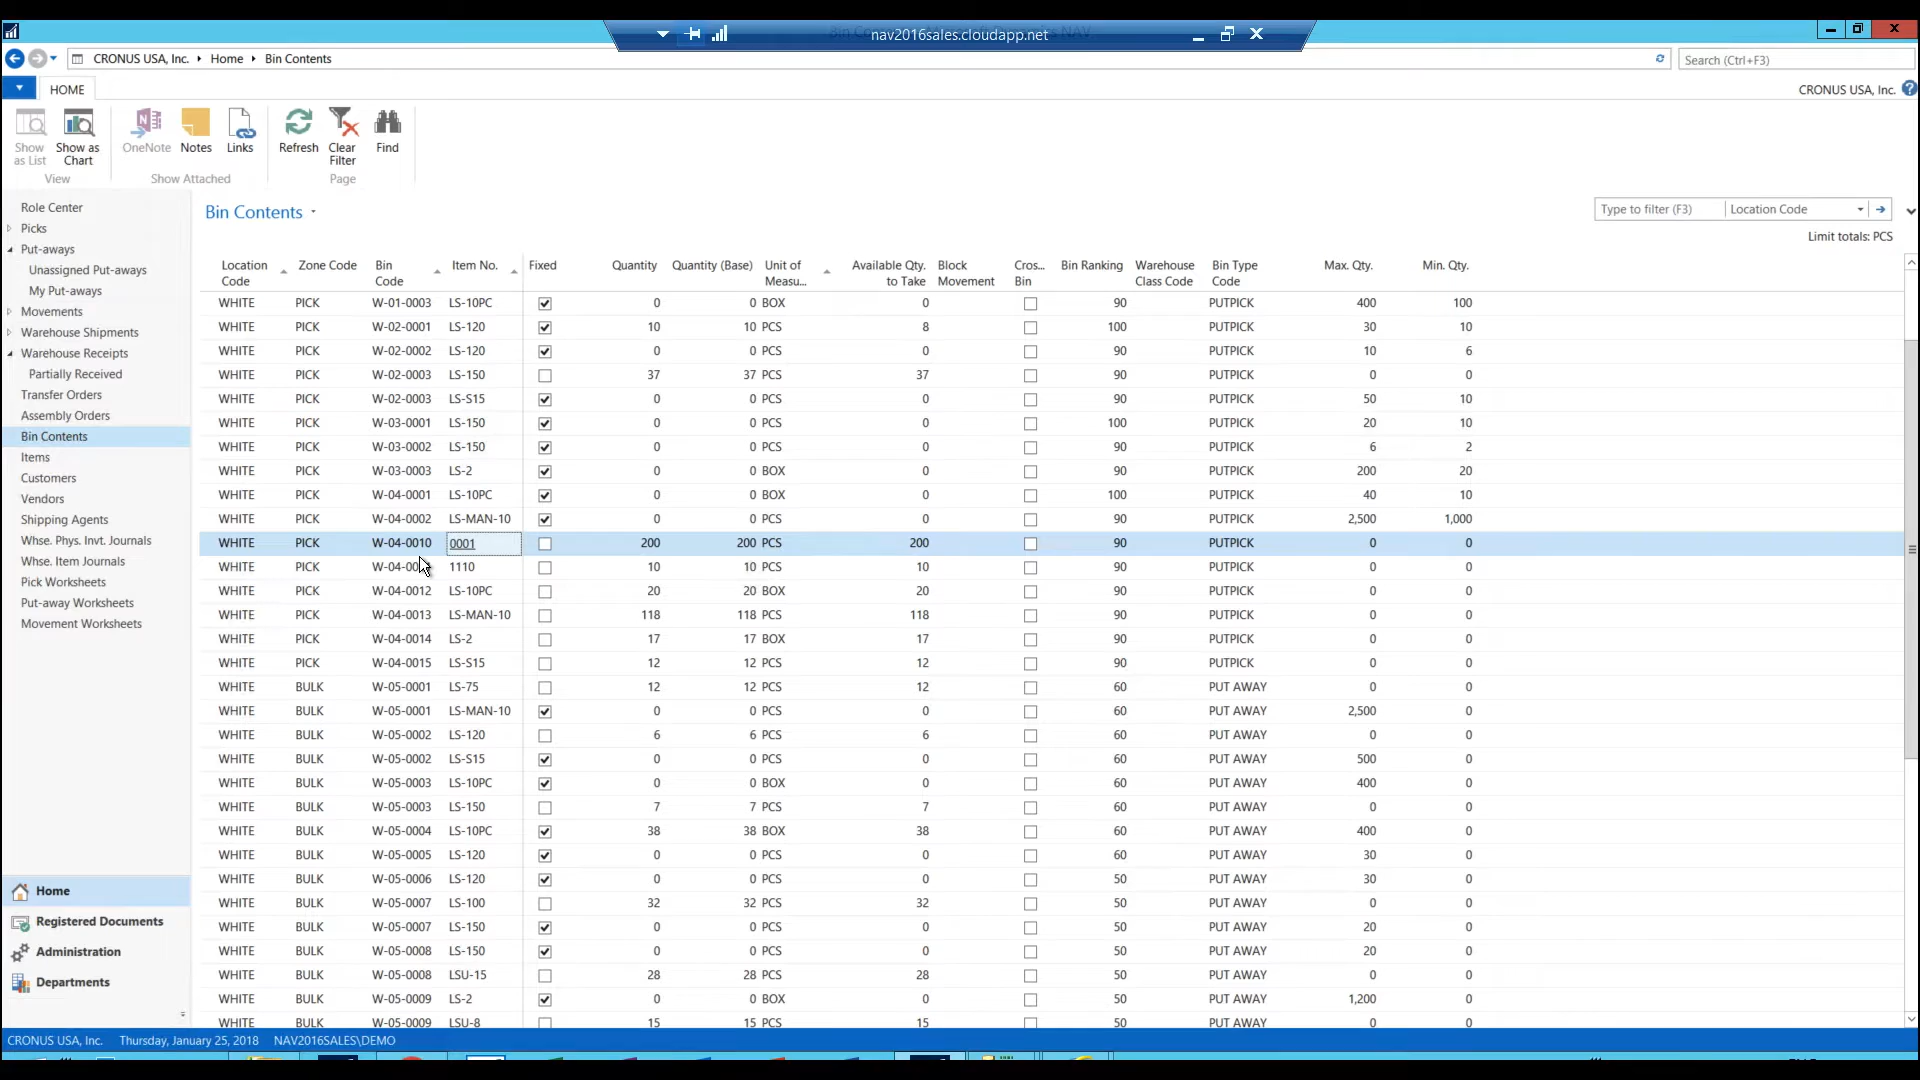 nav2016sales.cloudapp.net
CRONUS USA, Inc. Home Bin Contents
Search (Ctrl+F3)
HOME
CRONUS USA, Inc.
Show as List
Show as Chart
OneNote
Notes
Links
Refresh
Clear Filter
Find
View
Show Attached
Page
Role Center
Picks
Put-aways
Unassigned Put-aways
My Put-aways
Movements
Warehouse Shipments
Warehouse Receipts
Partially Received
Transfer Orders
Assembly Orders
Bin Contents
Items
Customers
Vendors
Shipping Agents
Whse. Phys. Invt. Journals
Whse. Item Journals
Pick Worksheets
Put-away Worksheets
Movement Worksheets
Home
Registered Documents
Administration
Departments
Bin Contents
Type to filter (F3) Location Code
Limit totals: PCS
Location Code Zone Code Bin Code Item No. Fixed Quantity Quantity (Base) Unit of Measu... Available Qty. to Take Block Movement Cros... Bin Bin Ranking Warehouse Class Code Bin Type Code Max. Qty. Min. Qty.
WHITE PICK W-01-0003 LS-10PC 0 0 BOX 0 90 PUTPICK 400 100
WHITE PICK W-02-0001 LS-120 10 10 PCS 8 100 PUTPICK 30 10
WHITE PICK W-02-0002 LS-120 0 0 PCS 0 90 PUTPICK 10 6
WHITE PICK W-02-0003 LS-150 37 37 PCS 37 90 PUTPICK 0 0
WHITE PICK W-02-0003 LS-S15 0 0 PCS 0 90 PUTPICK 50 10
WHITE PICK W-03-0001 LS-150 0 0 PCS 0 100 PUTPICK 20 10
WHITE PICK W-03-0002 LS-150 0 0 PCS 0 90 PUTPICK 6 2
WHITE PICK W-03-0003 LS-2 0 0 BOX 0 90 PUTPICK 200 20
WHITE PICK W-04-0001 LS-10PC 0 0 BOX 0 100 PUTPICK 40 10
WHITE PICK W-04-0002 LS-MAN-10 0 0 PCS 0 90 PUTPICK 2,500 1,000
WHITE PICK W-04-0010 0001 200 200 PCS 200 90 PUTPICK 0 0
WHITE PICK 1110 10 10 PCS 10 90 PUTPICK 0 0
WHITE PICK W-04-0012 LS-10PC 20 20 BOX 20 90 PUTPICK 0 0
WHITE PICK W-04-0013 LS-MAN-10 118 118 PCS 118 90 PUTPICK 0 0
WHITE PICK W-04-0014 LS-2 17 17 BOX 17 90 PUTPICK 0 0
WHITE PICK W-04-0015 LS-S15 12 12 PCS 12 90 PUTPICK 0 0
WHITE BULK W-05-0001 LS-75 12 12 PCS 12 60 PUT AWAY 0 0
WHITE BULK W-05-0001 LS-MAN-10 0 0 PCS 0 60 PUT AWAY 2,500 0
WHITE BULK W-05-0002 LS-120 6 6 PCS 6 60 PUT AWAY 0 0
WHITE BULK W-05-0002 LS-S15 0 0 PCS 0 60 PUT AWAY 500 0
WHITE BULK W-05-0003 LS-10PC 0 0 BOX 0 60 PUT AWAY 400 0
WHITE BULK W-05-0003 LS-150 7 7 PCS 7 60 PUT AWAY 0 0
WHITE BULK W-05-0004 LS-10PC 38 38 BOX 38 60 PUT AWAY 400 0
WHITE BULK W-05-0005 LS-120 0 0 PCS 0 60 PUT AWAY 30 0
WHITE BULK W-05-0006 LS-120 0 0 PCS 0 50 PUT AWAY 30 0
WHITE BULK W-05-0007 LS-100 32 32 PCS 32 50 PUT AWAY 0 0
WHITE BULK W-05-0007 LS-150 0 0 PCS 0 50 PUT AWAY 20 0
WHITE BULK W-05-0008 LS-150 0 0 PCS 0 50 PUT AWAY 20 0
WHITE BULK W-05-0008 LSU-15 28 28 PCS 28 50 PUT AWAY 0 0
WHITE BULK W-05-0009 LS-2 0 0 BOX 0 50 PUT AWAY 1,200 0
WHITE BULK W-05-0009 LSU-8 15 15 PCS 15 50 PUT AWAY 0 0
CRONUS USA, Inc. Thursday, January 25, 2018 NAV2016SALES\DEMO